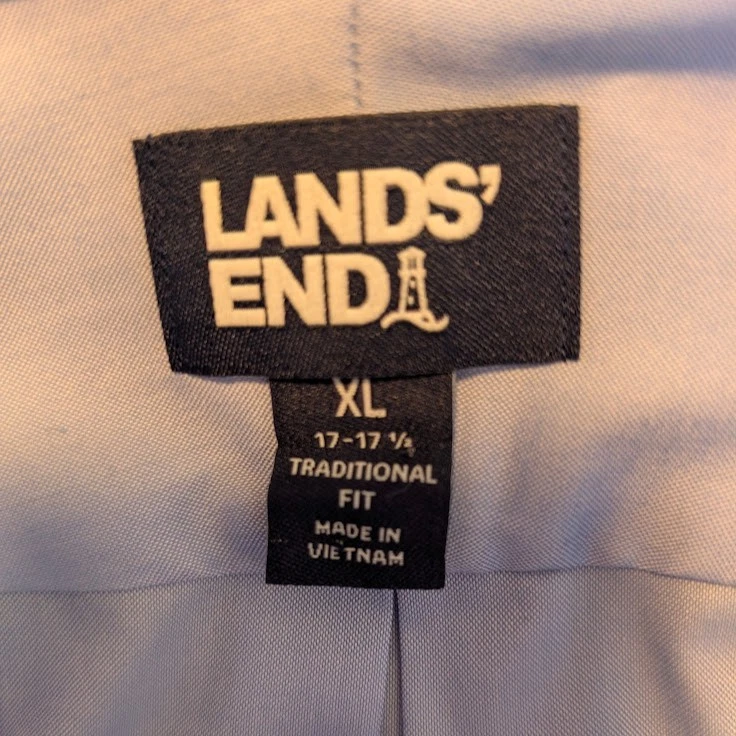 LANDS'
END
XL
17-17 ½
TRADITIONAL
FIT
MADE IN
VIETNAM